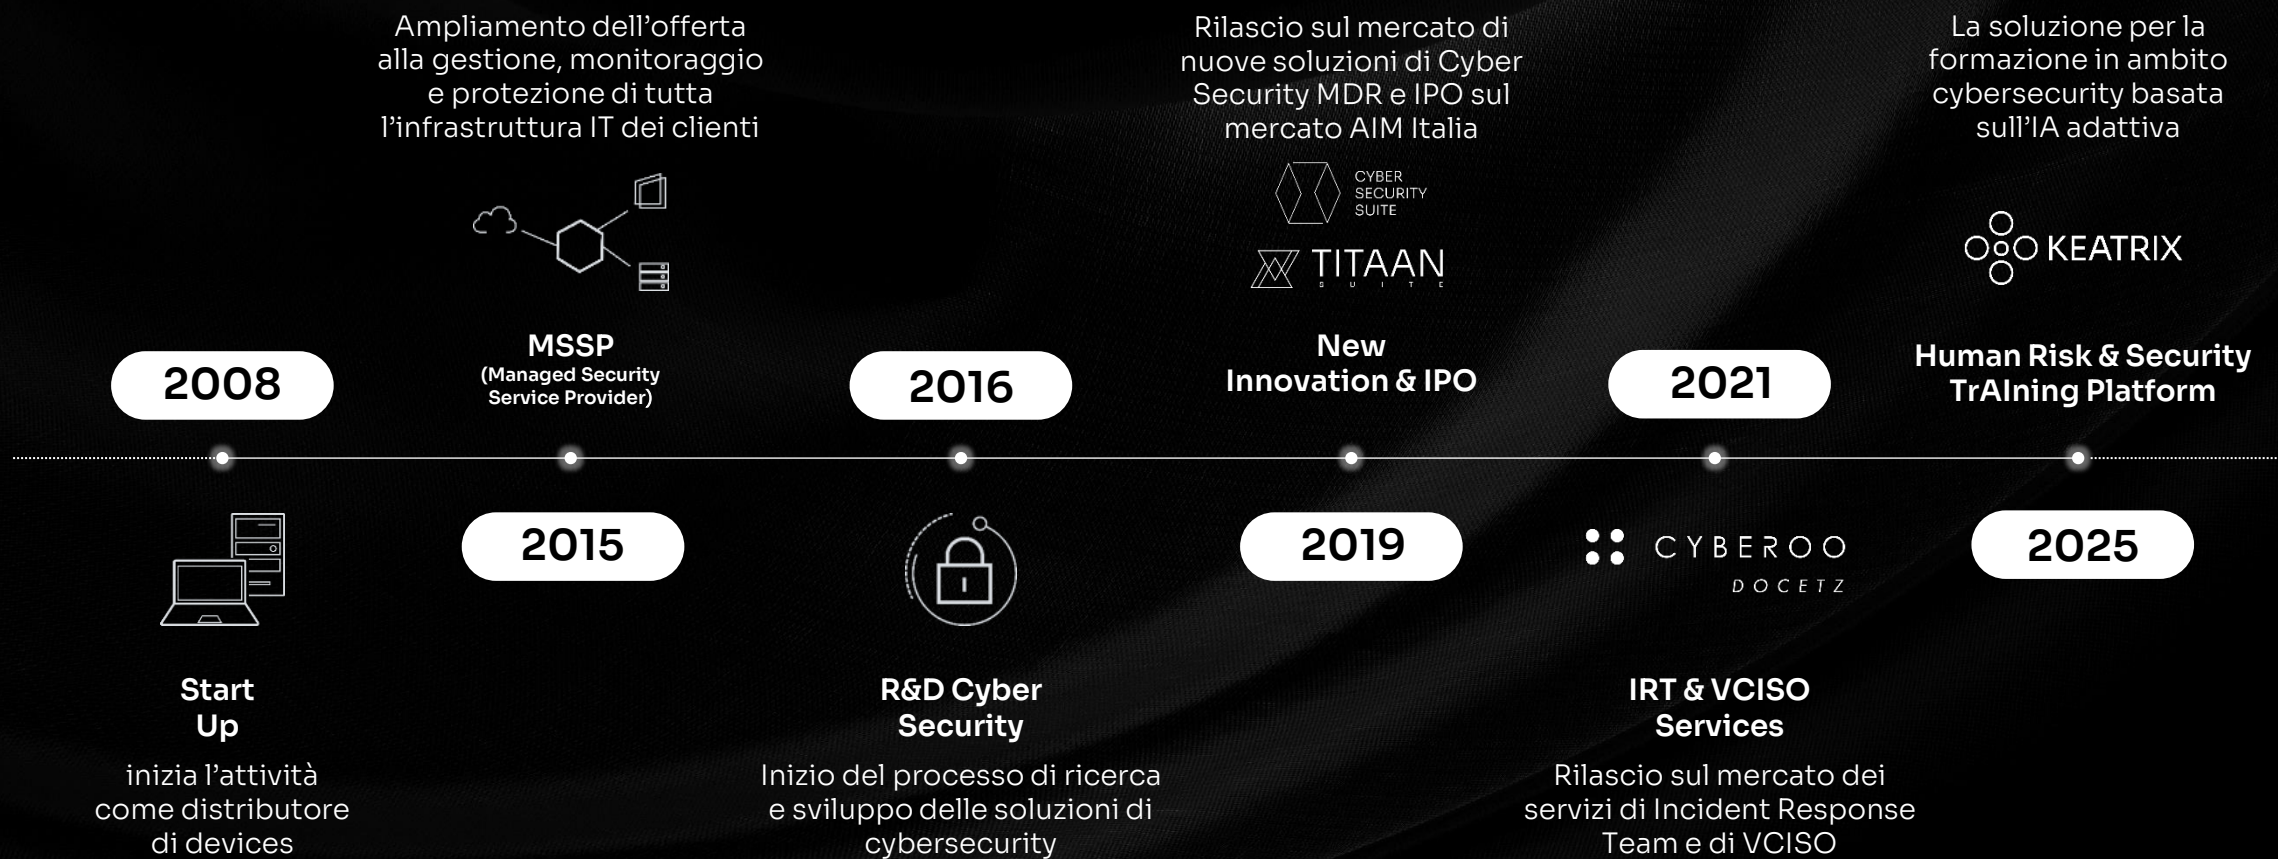 2008
Start
Up
inizia l’attività
come distributore
di devices
Ampliamento dell’offerta
alla gestione, monitoraggio
e protezione di tutta
l’infrastruttura IT dei clienti
MSSP
(Managed Security
Service Provider)
2015
2016
R&D Cyber
Security
Inizio del processo di ricerca
e sviluppo delle soluzioni di
cybersecurity
Rilascio sul mercato di
nuove soluzioni di Cyber
Security MDR e IPO sul
mercato AIM Italia
CYBER
SECURITY
SUITE
TITAAN
SUITE
New
Innovation & IPO
2019
2021
CYBEROO
DOCETZ
IRT & VCISO
Services
Rilascio sul mercato dei
servizi di Incident Response
Team e di VCISO
La soluzione per la
formazione in ambito
cybersecurity basata
sull’IA adattiva
KEATRIX
Human Risk & Security
TrAIning Platform
2025